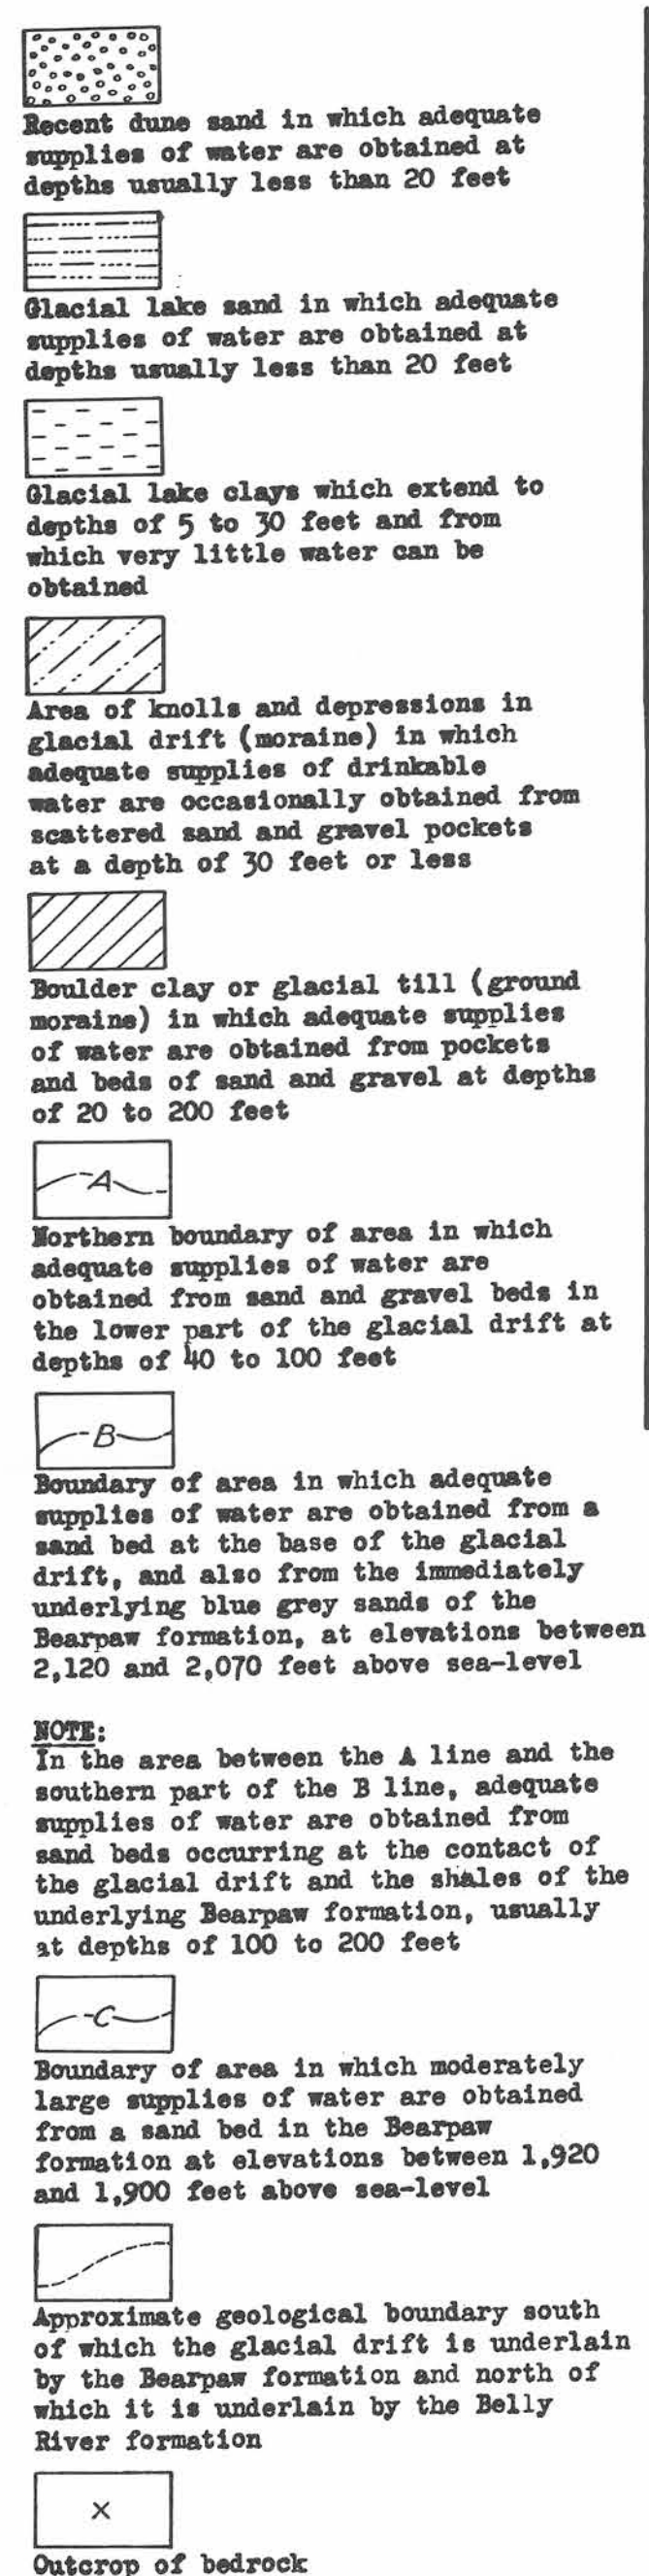 Recent dune sand in which adequate
supplies of water are obtained at
depths usually less than 20 feet
Glacial lake sand in which adequate
supplies of water are obtained at
depths usually less than 20 feet
Glacial lake clays which extend to
depths of 5 to 30 feet and from
which very little water can be
obtained
Area of knolls and depressions in
glacial drift (moraine) in which
adequate supplies of drinkable
water are occasionally obtained from
scattered sand and gravel pockets
at a depth of 30 feet or less
Boulder clay or glacial till (ground
moraine) in which adequate supplies
of water are obtained from pockets
and beds of sand and gravel at depths
of 20 to 200 feet
A
Northern boundary of area in which
adequate supplies of water are
obtained from sand and gravel beds in
the lower part of the glacial drift at
depths of 40 to 100 feet
B
Boundary of area in which adequate
supplies of water are obtained from a
sand bed at the base of the glacial
drift, and also from the immediately
underlying blue grey sands of the
Bearpaw formation, at elevations between
2,120 and 2,070 feet above sea-level
NOTE:
In the area between the A line and the
southern part of the B line, adequate
supplies of water are obtained from
sand beds occurring at the contact of
the glacial drift and the shales of the
underlying Bearpaw formation, usually
at depths of 100 to 200 feet
C
Boundary of area in which moderately
large supplies of water are obtained
from a sand bed in the Bearpaw
formation at elevations between 1,920
and 1,900 feet above sea-level
Approximate geological boundary south
of which the glacial drift is underlain
by the Bearpaw formation and north of
which it is underlain by the Belly
River formation
X
Outcrop of bedrock